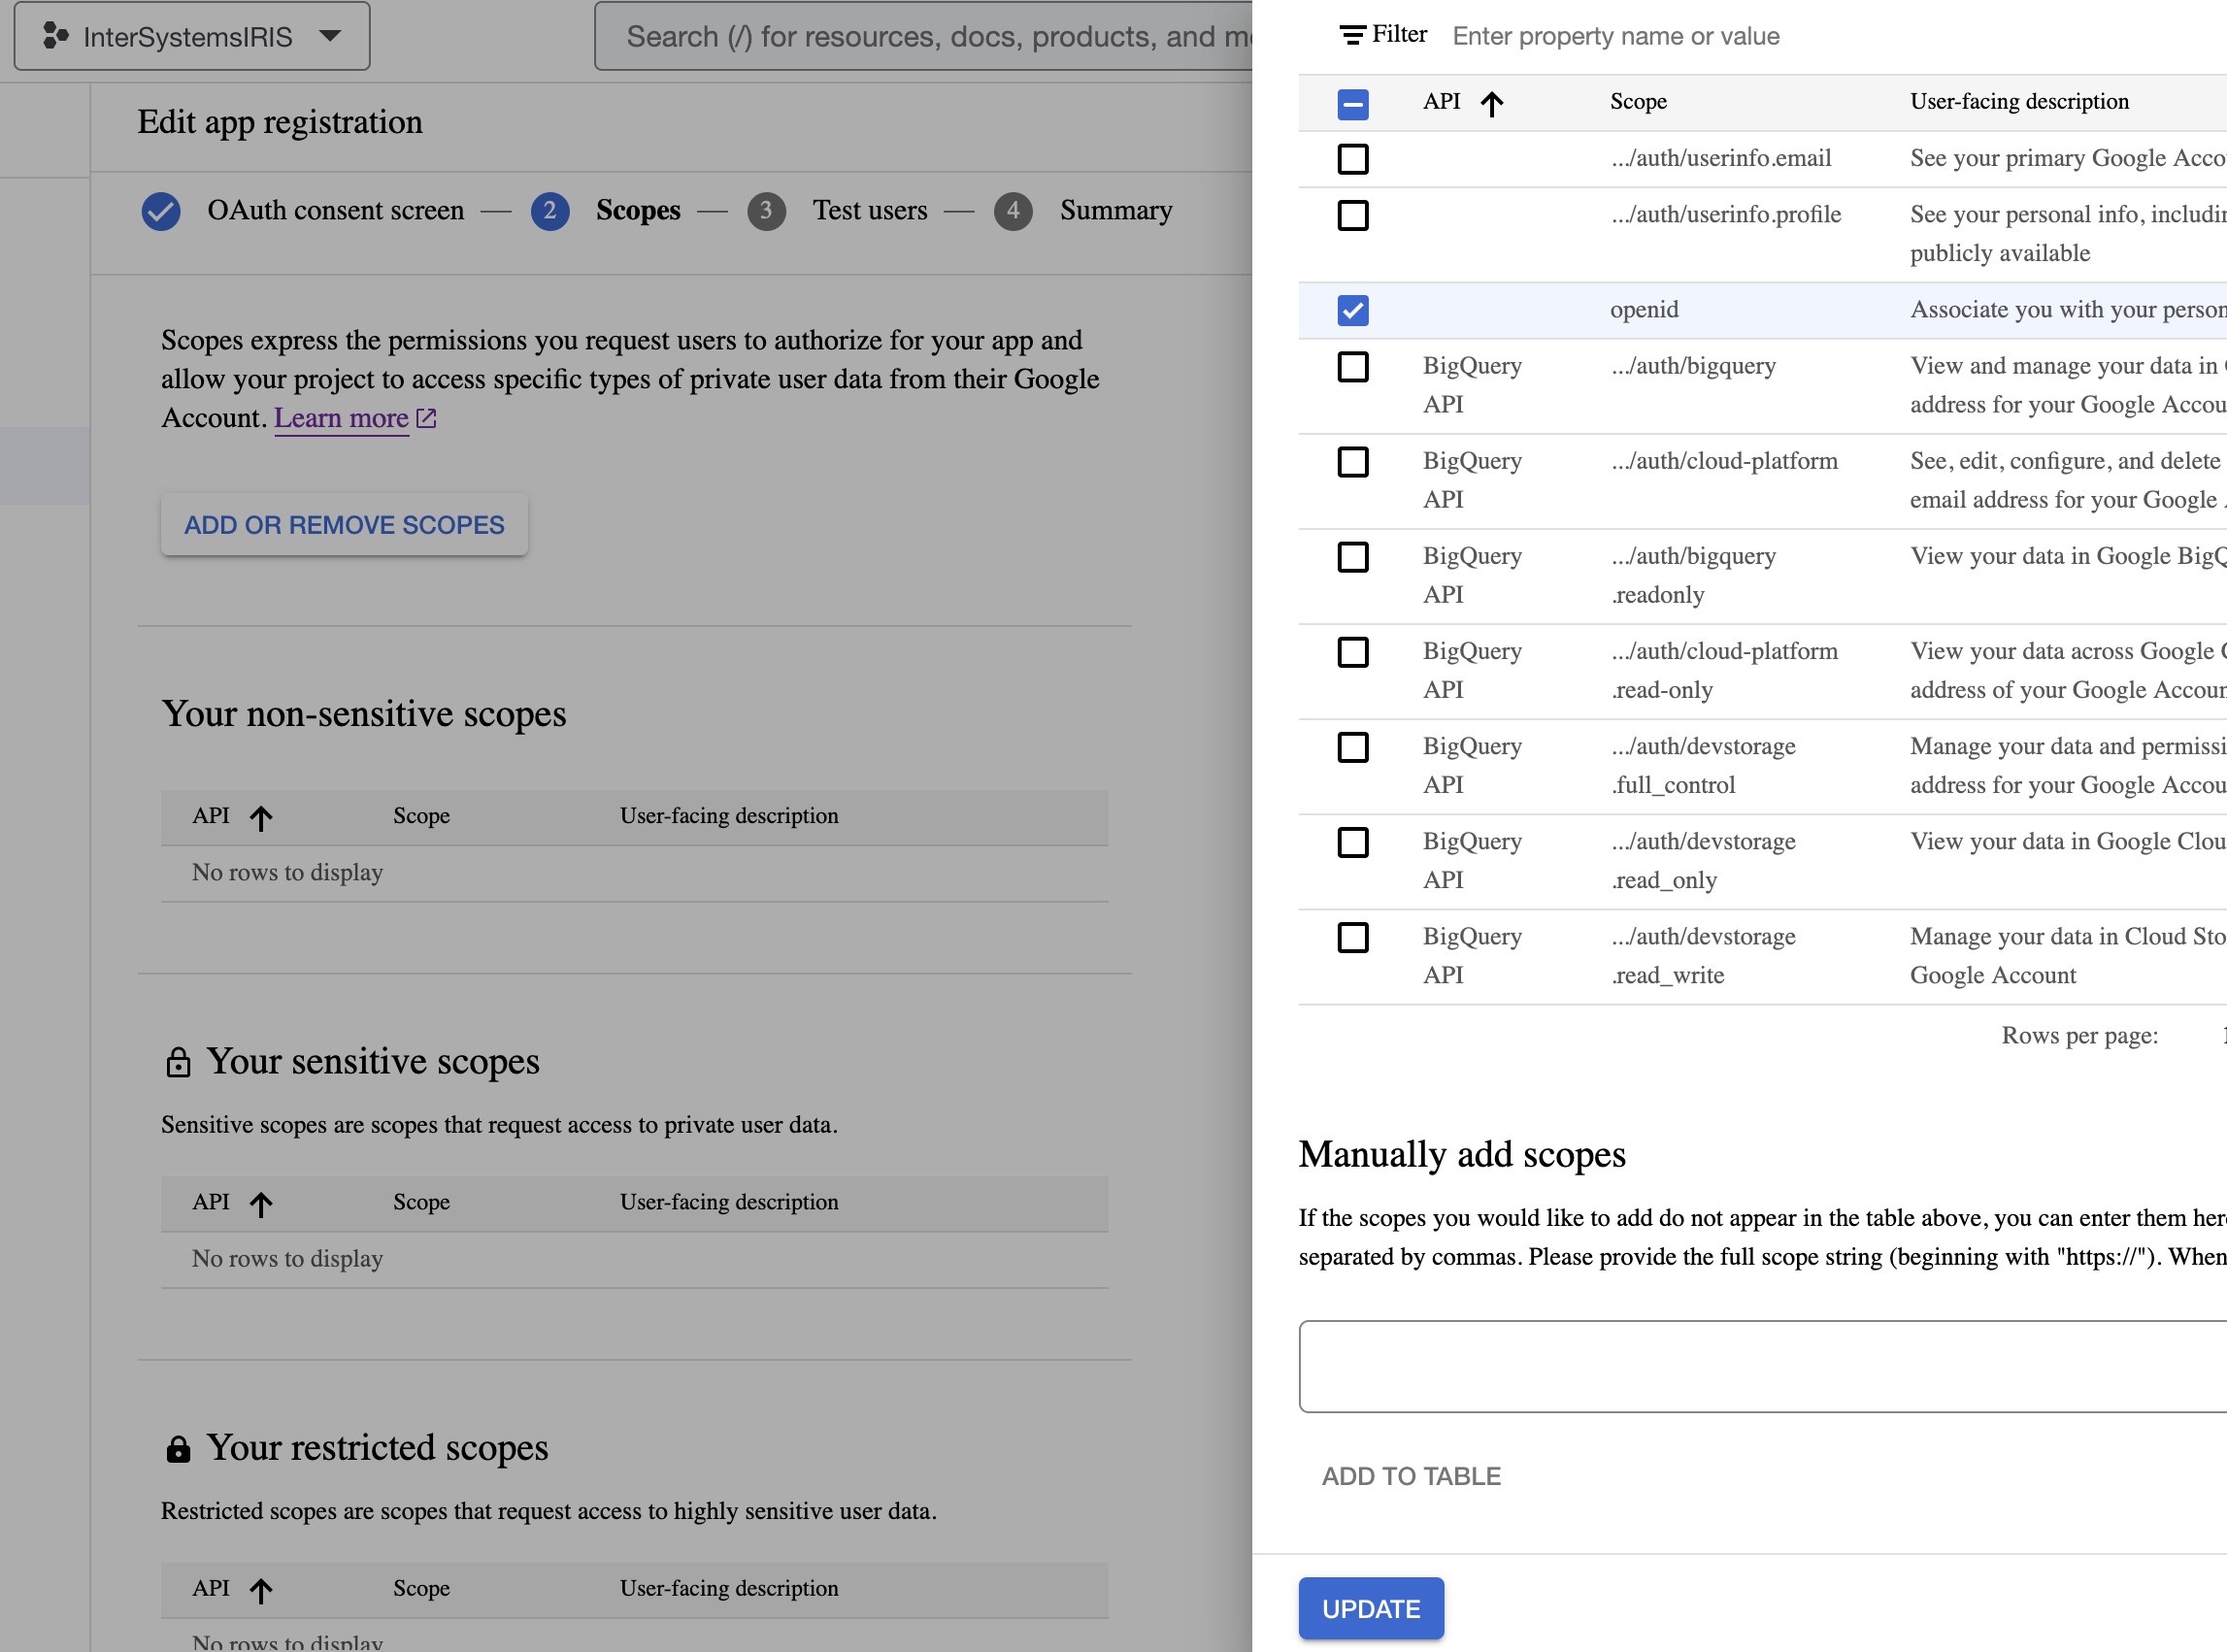 InterSystemsIRIS
Search (/) for resources, docs, products, and
Edit app registration
OAuth consent screen — 2 Scopes — 3 Test users — 4 Summary
Scopes express the permissions you request users to authorize for your app and
allow your project to access specific types of private user data from their Google
Account. Learn more
ADD OR REMOVE SCOPES
Your non-sensitive scopes
API Scope User-facing description
No rows to display
Your sensitive scopes
Sensitive scopes are scopes that request access to private user data.
API Scope User-facing description
No rows to display
Your restricted scopes
Restricted scopes are scopes that request access to highly sensitive user data.
API Scope User-facing description
No rows to display
Filter Enter property name or value
API Scope User-facing description
.../auth/userinfo.email See your primary Google
.../auth/userinfo.profile See your personal info,
publicly available
openid Associate you with your
BigQuery .../auth/bigquery View and manage your data in
API address for your Google
BigQuery .../auth/cloud-platform See, edit, configure, and delete
API email address for your Google
BigQuery .../auth/bigquery View your data in Google
API .readonly
BigQuery .../auth/cloud-platform View your data across Google
API .read-only address of your Google
BigQuery .../auth/devstorage Manage your data and
API .full_control address for your Google
BigQuery .../auth/devstorage View your data in Google
API .read_only
BigQuery .../auth/devstorage Manage your data in Cloud
API .read_write Google Account
Rows per page:
Manually add scopes
If the scopes you would like to add do not appear in the table above, you can enter them
separated by commas. Please provide the full scope string (beginning with "https://"). When
ADD TO TABLE
UPDATE